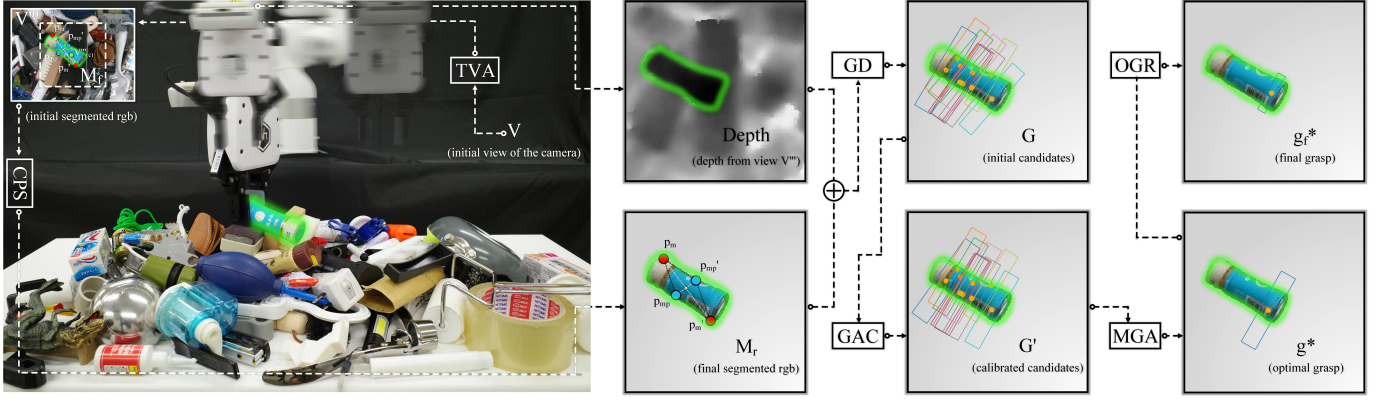 V'''
p_m
p_mp'
M_r
(initial segmented rgb)
TVA
V
(initial view of the camera)
CPS
Depth
(depth from view V''')
GD
G
(initial candidates)
OGR
g_f*
(final grasp)
p_m
p_mp'
p_mp
p_m'
M_r
(final segmented rgb)
GAC
G'
(calibrated candidates)
MGA
g*
(optimal grasp)